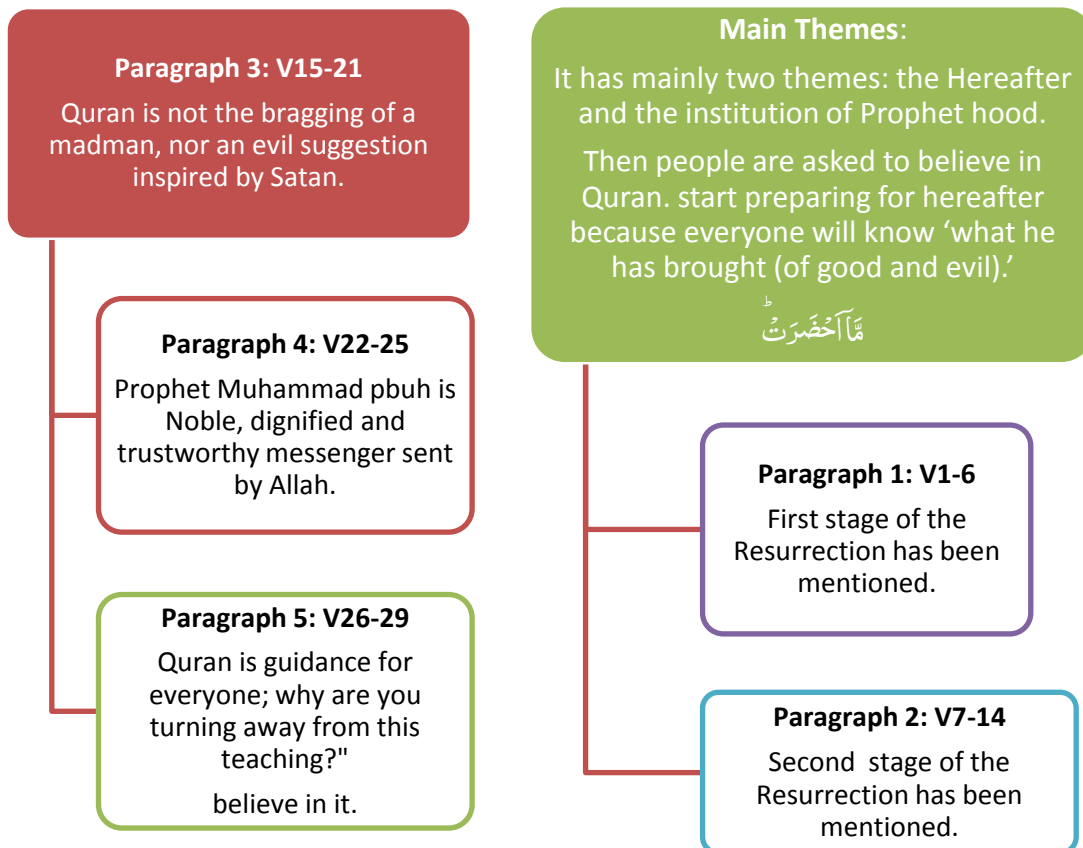 Paragraph 3: V15-21
Quran is not the bragging of a
madman, nor an evil suggestion
inspired by Satan.
Paragraph 4: V22-25
Prophet Muhammad pbuh is
Noble, dignified and
trustworthy messenger sent
by Allah.
Paragraph 5: V26-29
Quran is guidance for
everyone; why are you
turning away from this
teaching?"
believe in it.
Main Themes:
It has mainly two themes: the Hereafter
and the institution of Prophet hood.
Then people are asked to believe in
Quran. start preparing for hereafter
because everyone will know ‘what he
has brought (of good and evil).’
مَّاۤ اَحۡضَرَتۡؕ
Paragraph 1: V1-6
First stage of the
Resurrection has been
mentioned.
Paragraph 2: V7-14
Second  stage of the
Resurrection has been
mentioned.